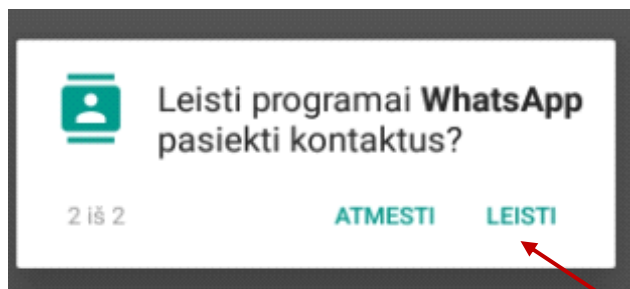 Leisti programai WhatsApp
pasiekti kontaktus?
2 iš 2 ATMESTI LEISTI